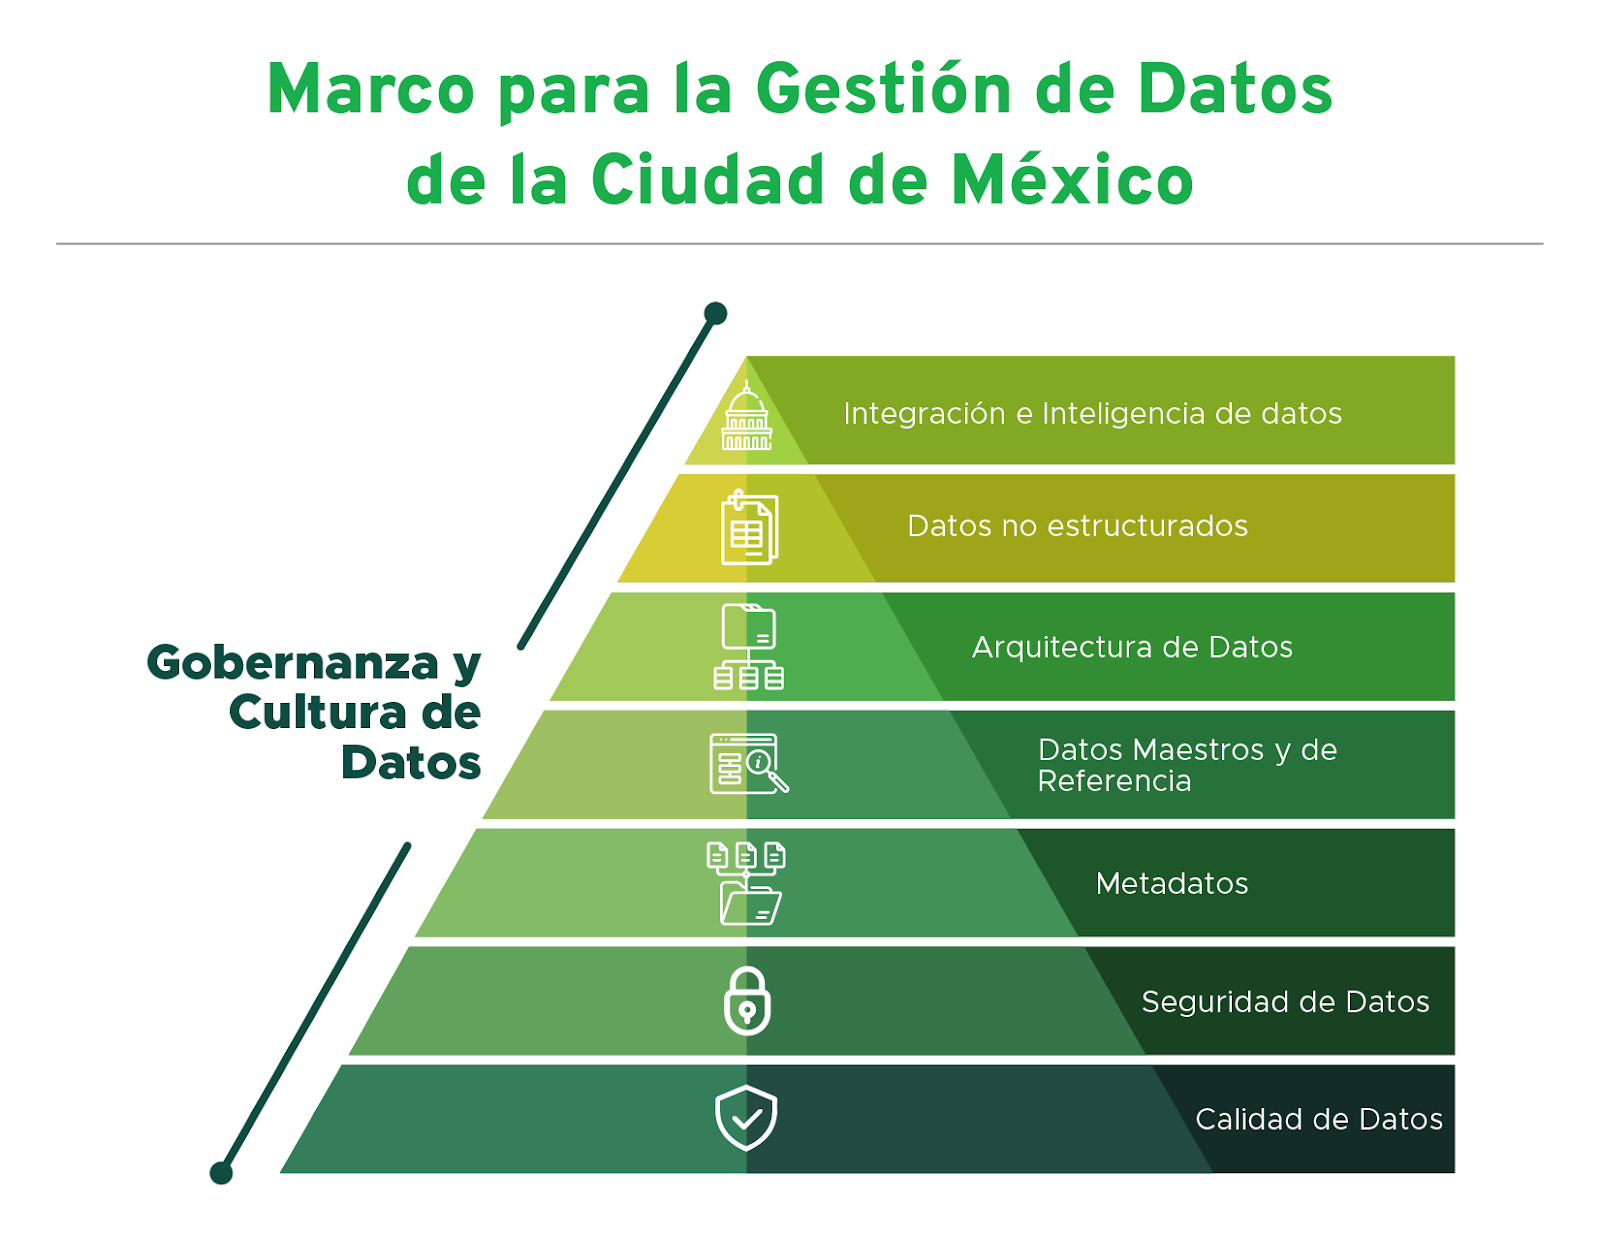 Marco para la Gestión de Datos
de la Ciudad de México
Integración e Inteligencia de datos
Datos no estructurados
Arquitectura de Datos
Gobernanza y
Cultura de
Datos
Datos Maestros y de
Referencia
Metadatos
Seguridad de Datos
Calidad de Datos